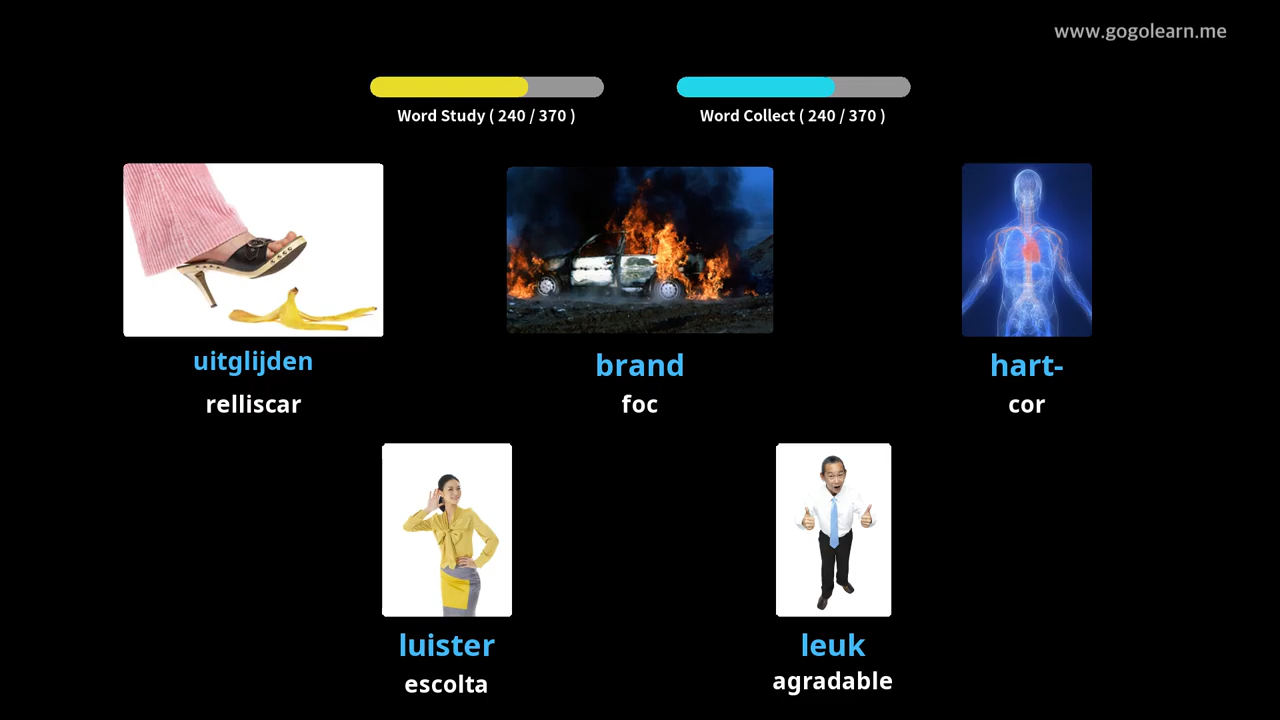 www.gogolearn.me
Word Study ( 240 / 370 )
Word Collect ( 240 / 370 )
uitglijden
relliscar
brand
foc
hart-
cor
luister
escolta
leuk
agradable